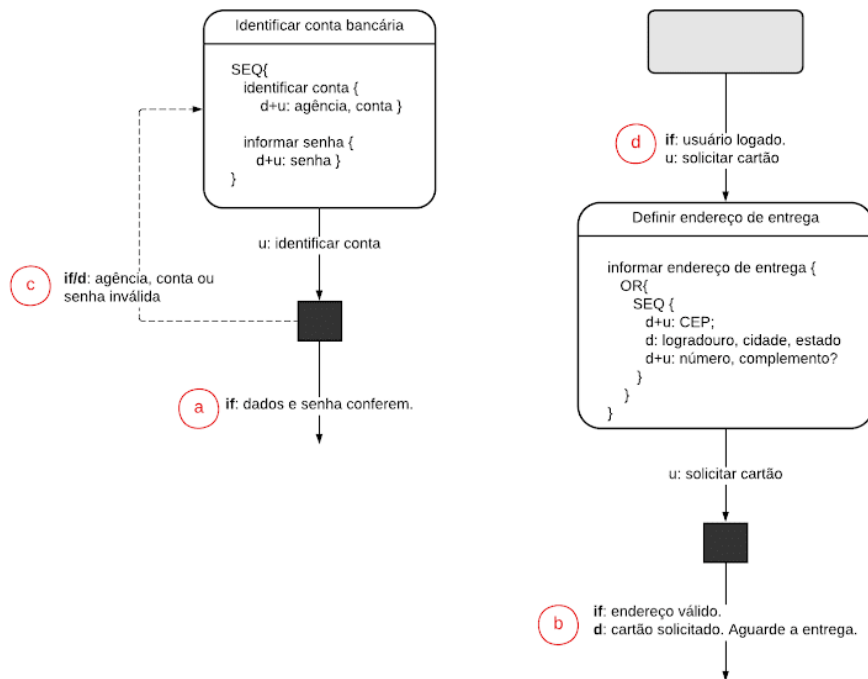 Identificar conta bancária
SEQ{
identificar conta {
d+u: agência, conta }
informar senha {
d+u: senha }
}
u: identificar conta
c
if/d: agência, conta ou
senha inválida
a
if: dados e senha conferem.
d
if: usuário logado.
u: solicitar cartão
Definir endereço de entrega
informar endereço de entrega {
OR{
SEQ {
d+u: CEP;
d: logradouro, cidade, estado
d+u: número, complemento?
}
}
}
u: solicitar cartão
b
if: endereço válido.
d: cartão solicitado. Aguarde a entrega.